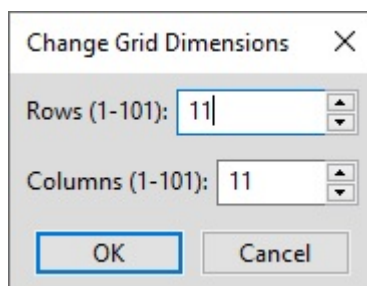 Change Grid Dimensions
Rows (1-101): 11
Columns (1-101): 11
OK Cancel